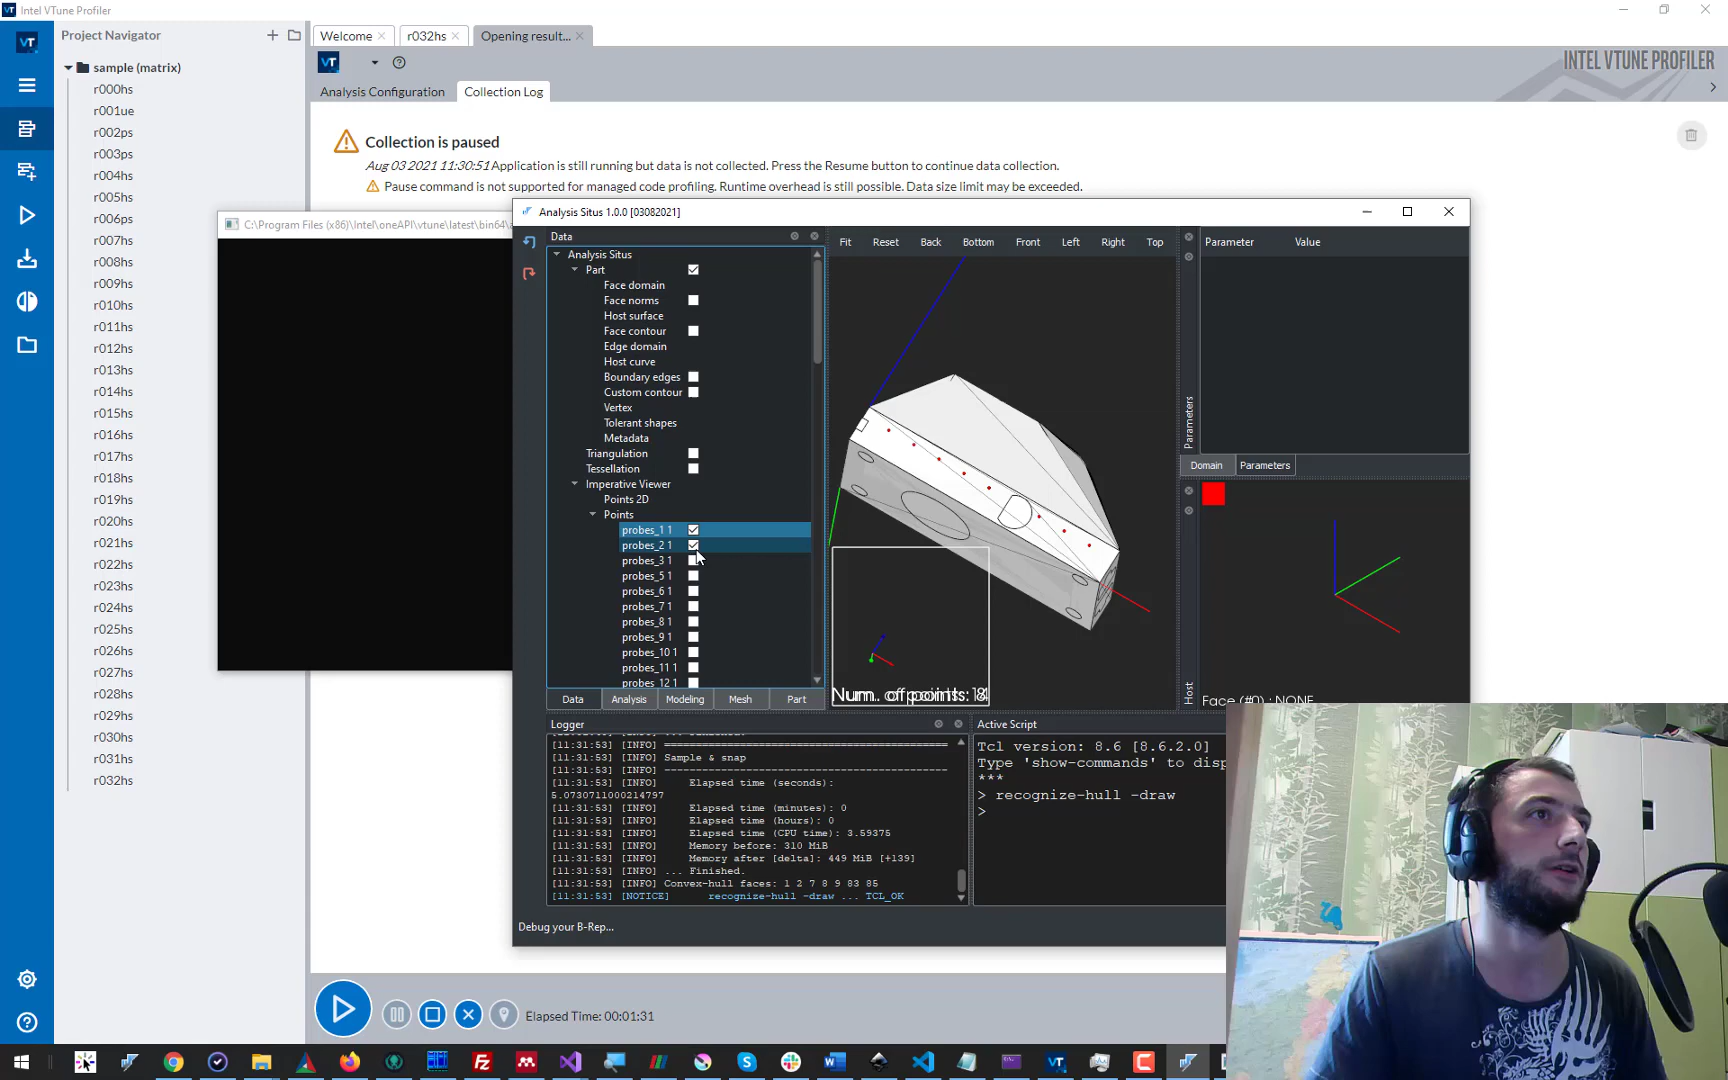 Intel VTune Profiler
Project Navigator
sample (matrix)
r000hs
r001ue
r002ps
r003ps
r004hs
r005hs
r006ps
r007hs
r008hs
r009hs
r010hs
r011hs
r012hs
r013hs
r014hs
r015hs
r016hs
r017hs
r018hs
r019hs
r020hs
r021hs
r022hs
r023hs
r024hs
r025hs
r026hs
r027hs
r028hs
r029hs
r030hs
r031hs
r032hs
Welcome
r032hs
Opening result...
INTEL VTUNE PROFILER
Analysis Configuration
Collection Log
Collection is paused
Aug 03 2021 11:30:51 Application is still running but data is not collected. Press the Resume button to continue data collection.
Pause command is not supported for managed code profiling. Runtime overhead is still possible. Data size limit may be exceeded.
C:\Program Files (x86)\Intel\oneAPI\vtune\latest\bin64\
Analysis Situs 1.0.0 [03082021]
Data
Analysis Situs
Part
Face domain
Face norms
Host surface
Face contour
Edge domain
Host curve
Boundary edges
Custom contour
Vertex
Tolerant shapes
Metadata
Triangulation
Tessellation
Imperative Viewer
Points 2D
Points
probes_1 1
probes_2 1
probes_3 1
probes_5 1
probes_6 1
probes_7 1
probes_8 1
probes_9 1
probes_10 1
probes_11 1
probes_12 1
Data Analysis Modeling Mesh Part
Fit Reset Back Bottom Front Left Right Top
Num. of points:
Parameter Value
Parameters
Domain Parameters
Host
Face (#0) : NONE
Logger
[11:31:53] [INFO] =================================================
[11:31:53] [INFO] Sample & snap
[11:31:53] [INFO] -------------------------------------------------
[11:31:53] [INFO] Elapsed time (seconds):
5.0730711000214797
[11:31:53] [INFO] Elapsed time (minutes): 0
[11:31:53] [INFO] Elapsed time (hours): 0
[11:31:53] [INFO] Elapsed time (CPU time): 3.59375
[11:31:53] [INFO] Memory before: 310 MiB
[11:31:53] [INFO] Memory after [delta]: 449 MiB [+139]
[11:31:53] [INFO] ... Finished.
[11:31:53] [INFO] Convex-hull faces: 1 2 7 8 9 83 85
[11:31:53] [NOTICE] recognize-hull -draw ... TCL_OK
Active Script
Tcl version: 8.6 [8.6.2.0]
Type 'show-commands' to disp
***
> recognize-hull -draw
>
Debug your B-Rep...
Elapsed Time: 00:01:31